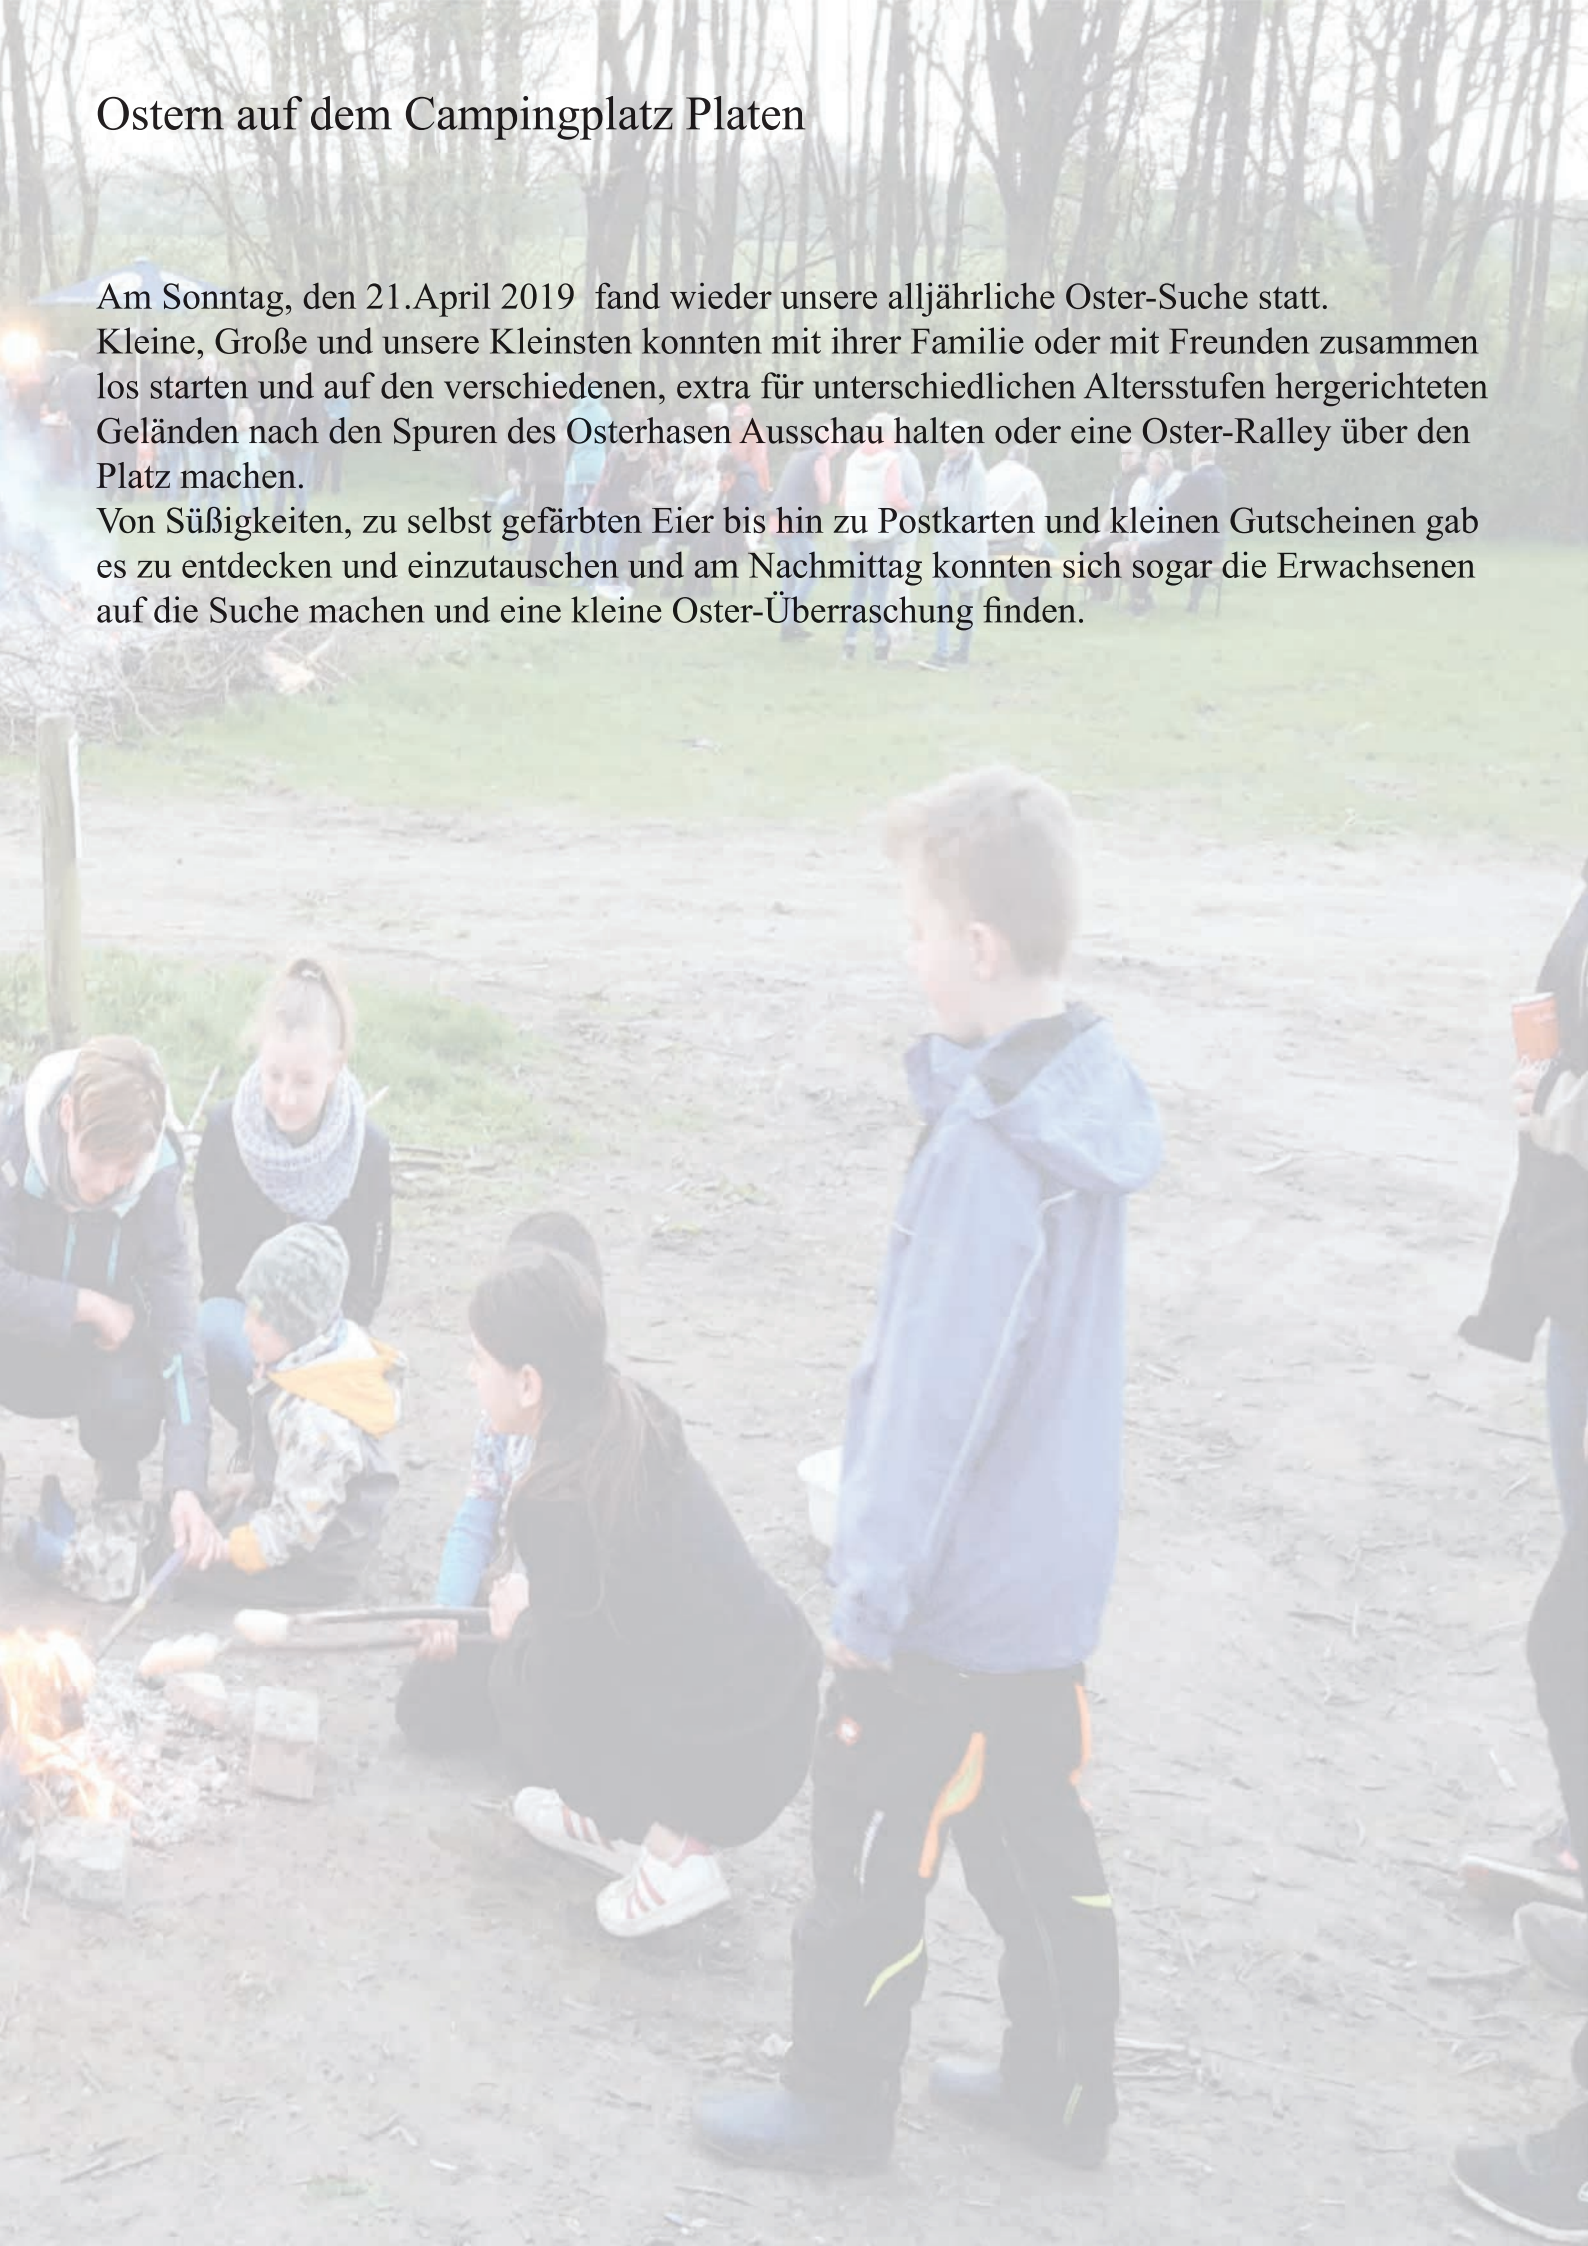 Ostern auf dem Campingplatz Platen
Am Sonntag, den 21.April 2019  fand wieder unsere alljährliche Oster-Suche statt.
Kleine, Große und unsere Kleinsten konnten mit ihrer Familie oder mit Freunden zusammen
los starten und auf den verschiedenen, extra für unterschiedlichen Altersstufen hergerichteten
Geländen nach den Spuren des Osterhasen Ausschau halten oder eine Oster-Ralley über den
Platz machen.
Von Süßigkeiten, zu selbst gefärbten Eier bis hin zu Postkarten und kleinen Gutscheinen gab
es zu entdecken und einzutauschen und am Nachmittag konnten sich sogar die Erwachsenen
auf die Suche machen und eine kleine Oster-Überraschung finden.